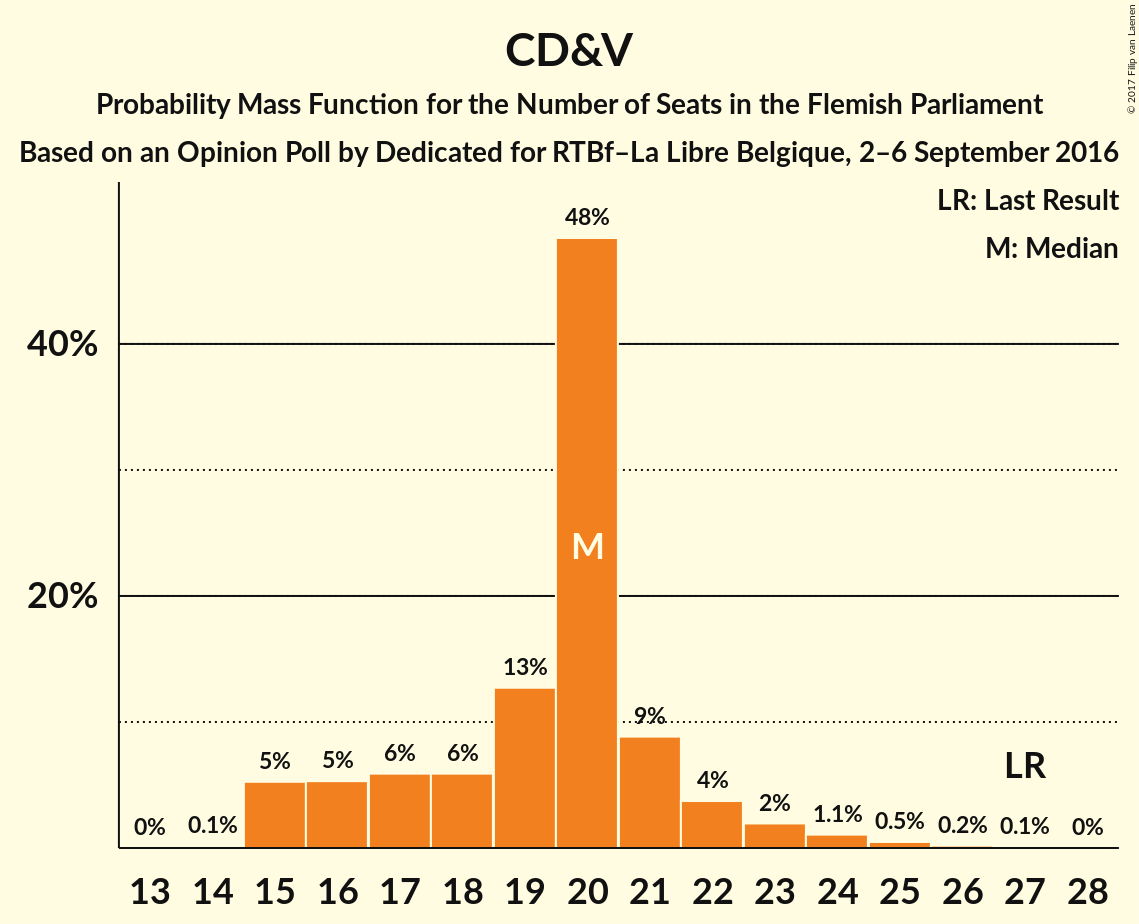 CD&V
Probability Mass Function for the Number of Seats in the Flemish Parliament
Based on an Opinion Poll by Dedicated for RTBf–La Libre Belgique, 2–6 September 2016
© 2017 Filip van Laenen
LR: Last Result
M: Median
40%
20%
0% 0.1% 5% 5% 6% 6% 13% 48% 9% 4% 2% 1.1% 0.5% 0.2% 0.1% 0%
M
LR
13 14 15 16 17 18 19 20 21 22 23 24 25 26 27 28